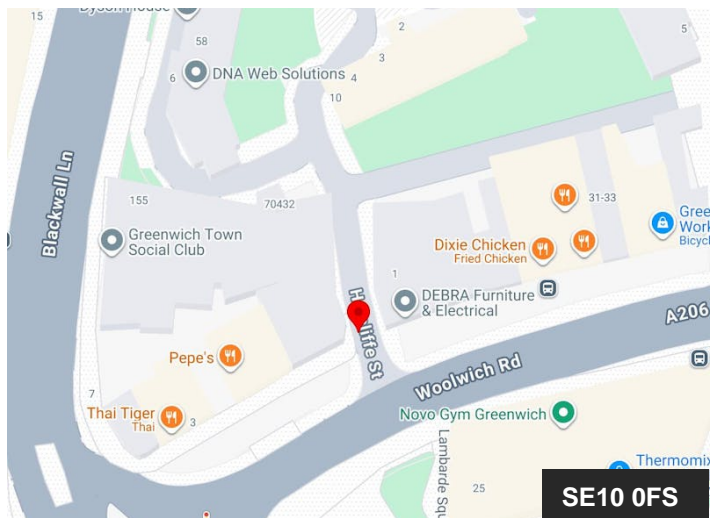 15
Dyson House
58
2
3
5
6
DNA Web Solutions
4
10
Blackwall Ln
155
70432
31-33
Greenwich Town
Social Club
Dixie Chicken
Fried Chicken
Gree
Work
Bicycl
1
DEBRA Furniture
& Electrical
A206
Pepe's
Woolwich Rd
7
Thai Tiger
Thai
3
Novo Gym Greenwich
Lambarde Squ
25
Thermomix
SE10 0FS